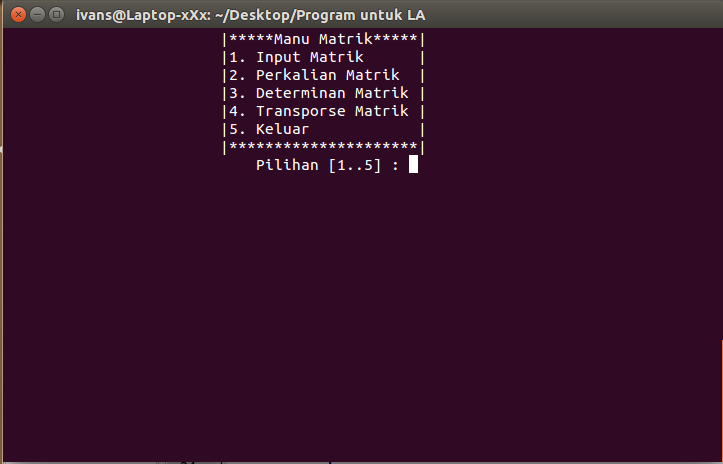 ivans@Laptop-xXx: ~/Desktop/Program untuk LA
|*****Manu Matrik*****|
|1. Input Matrik      |
|2. Perkalian Matrik  |
|3. Determinan Matrik |
|4. Transporse Matrik |
|5. Keluar            |
|*********************|
Pilihan [1..5] :